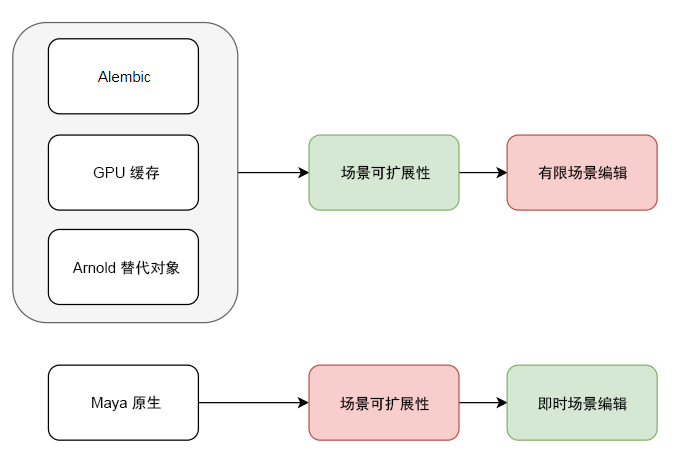 Alembic
GPU 缓存
Arnold 替代对象
场景可扩展性
有限场景编辑
Maya 原生
场景可扩展性
即时场景编辑